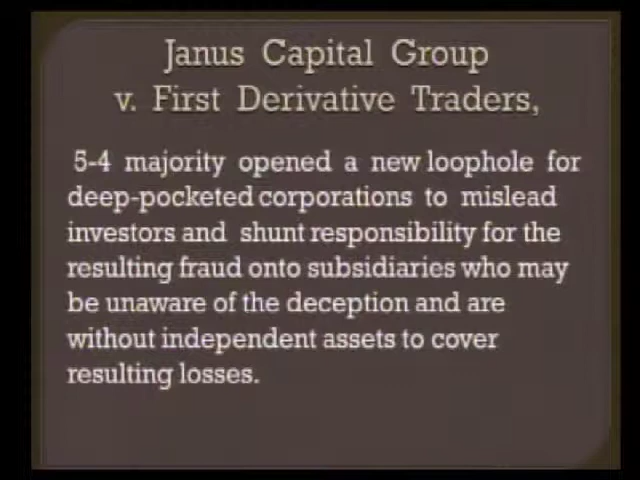 Janus Capital Group
v. First Derivative Traders,
5-4 majority opened a new loophole for
deep-pocketed corporations to mislead
investors and shunt responsibility for the
resulting fraud onto subsidiaries who may
be unaware of the deception and are
without independent assets to cover
resulting losses.